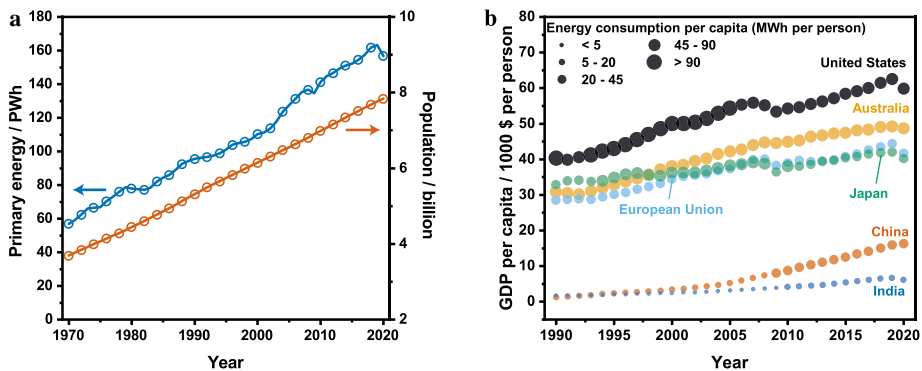 a
Primary energy / PWh
180
160
140
120
100
80
60
40
20
0
1970
1980
1990
2000
2010
2020
Year
10
8
6
4
2
Population / billion
b
GDP per capita / 1000 $ per person
80
70
60
50
40
30
20
10
0
Energy consumption per capita (MWh per person)
< 5
5 - 20
20 - 45
45 - 90
> 90
United States
Australia
European Union
Japan
China
India
1990
1995
2000
2005
2010
2015
2020
Year